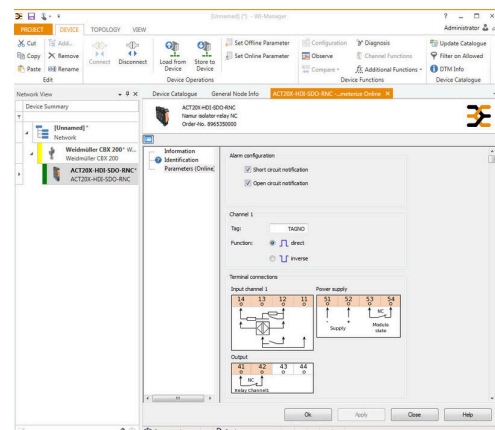 [Unnamed] (*) - WI-Manager
PROJECT DEVICE TOPOLOGY VIEW
Administrator
Cut
Copy
Paste
Add...
Remove
Rename
Edit
Connect
Disconnect
Load from Device
Store to Device
Device Operations
Set Offline Parameter
Set Online Parameter
Configuration
Observe
Compare
Diagnosis
Channel Functions
Additional Functions
Device Functions
Update Catalogue
Filter on Allowed
DTM Info
Device Catalogue
Network View
Device Summary
[Unnamed]*
Network
Weidmüller CBX 200* W...
Weidmüller CBX 200
ACT20X-HDI-SDO-RNC*
ACT20X-HDI-SDO-RNC
Device Catalogue General Node Info ACT20X-HDI-SDO-RNC -...meterize Online
ACT20X-HDI-SDO-RNC
Namur isolator-relay NC
Order-No. 8965350000
Information
Identification
Parameters (Online)
Alarm configuration
Short circuit notification
Open circuit notification
Channel 1
Tag: TAGNO
Function: direct
inverse
Terminal connections
Input channel 1 Power supply
14 13 12 11
51 52 53 54
NC
- +
Supply
Module state
Output
41 42 43 44
NC
Relay Channel1
Ok Apply Close Help